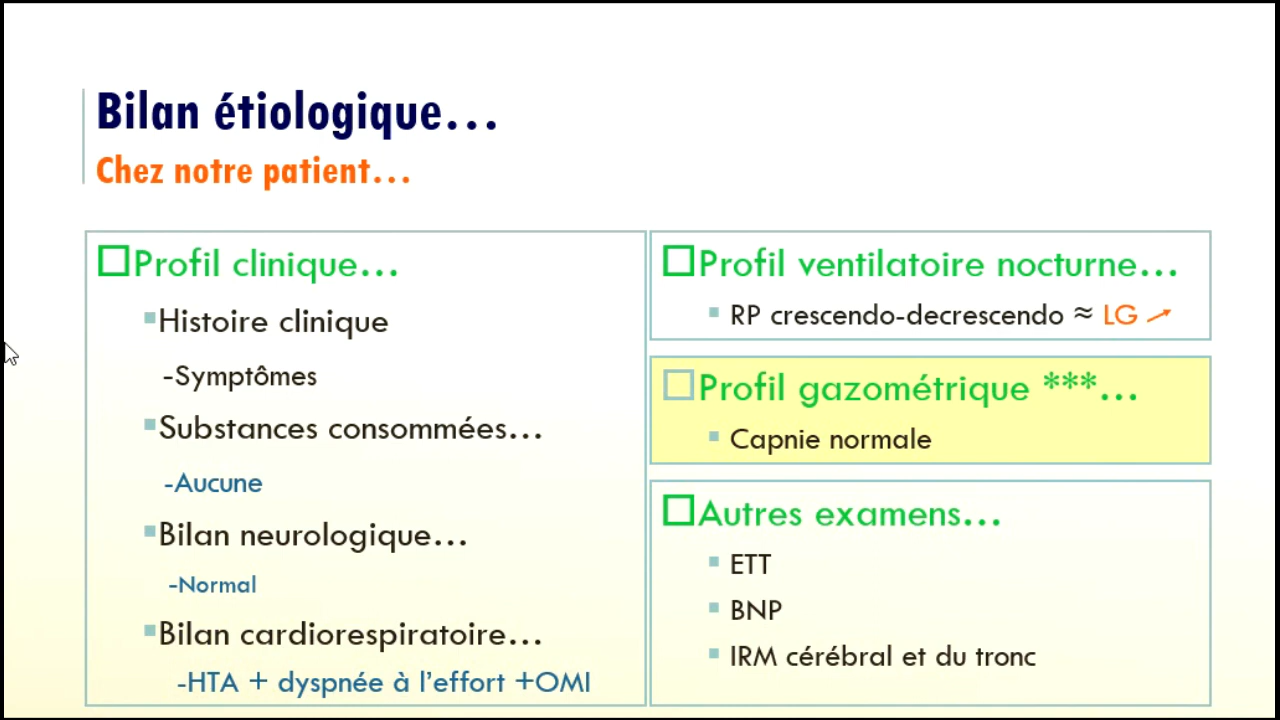 Bilan étiologique...
Chez notre patient...
Profil clinique...
Histoire clinique
-Symptômes
Substances consommées...
-Aucune
Bilan neurologique...
-Normal
Bilan cardiorespiratoire...
-HTA + dyspnée à l'effort +OMI
Profil ventilatoire nocturne...
RP crescendo-decrescendo ≈ LG ↗
Profil gazométrique ***...
Capnie normale
Autres examens...
ETT
BNP
IRM cérébral et du tronc